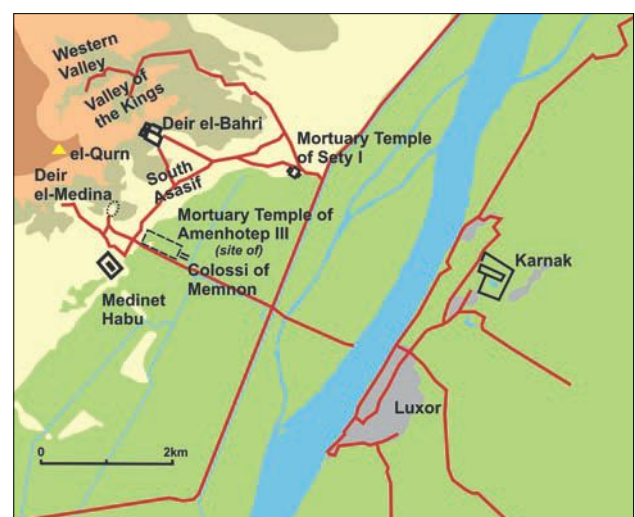 Western
Valley
Valley of
the Kings
Deir el-Bahri
Mortuary Temple
of Sety I
el-Qurn
Deir
el-Medina
South
Asasif
Mortuary Temple of
Amenhotep III
(site of)
Colossi of
Memnon
Karnak
Medinet
Habu
Luxor
0
2km